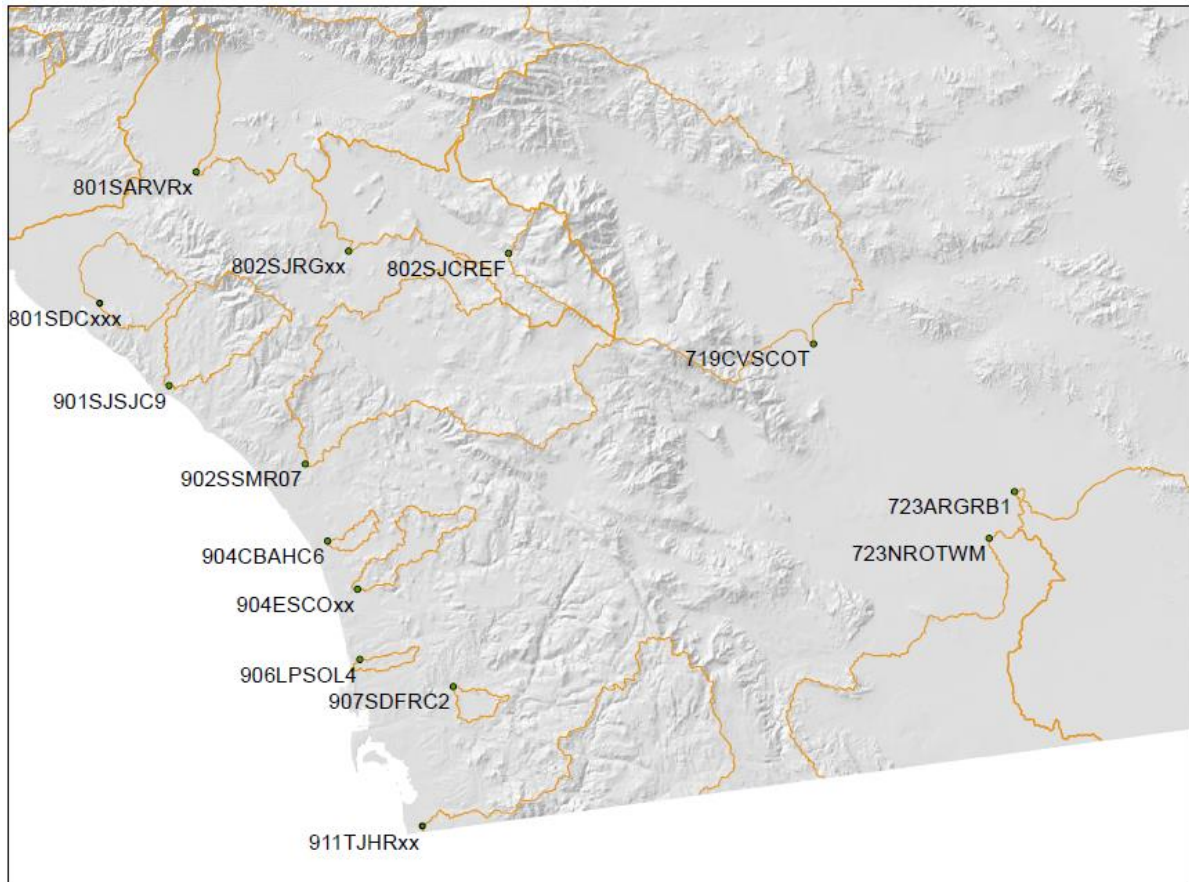 801SARVRx
802SJRGxx
802SJCREF
801SDCxxx
719CVSCOT
901SJSJC9
902SSMR07
723ARGRB1
904CBAHC6
723NROTWM
904ESCOxx
906LPSOL4
907SDFRC2
911TJHRxx